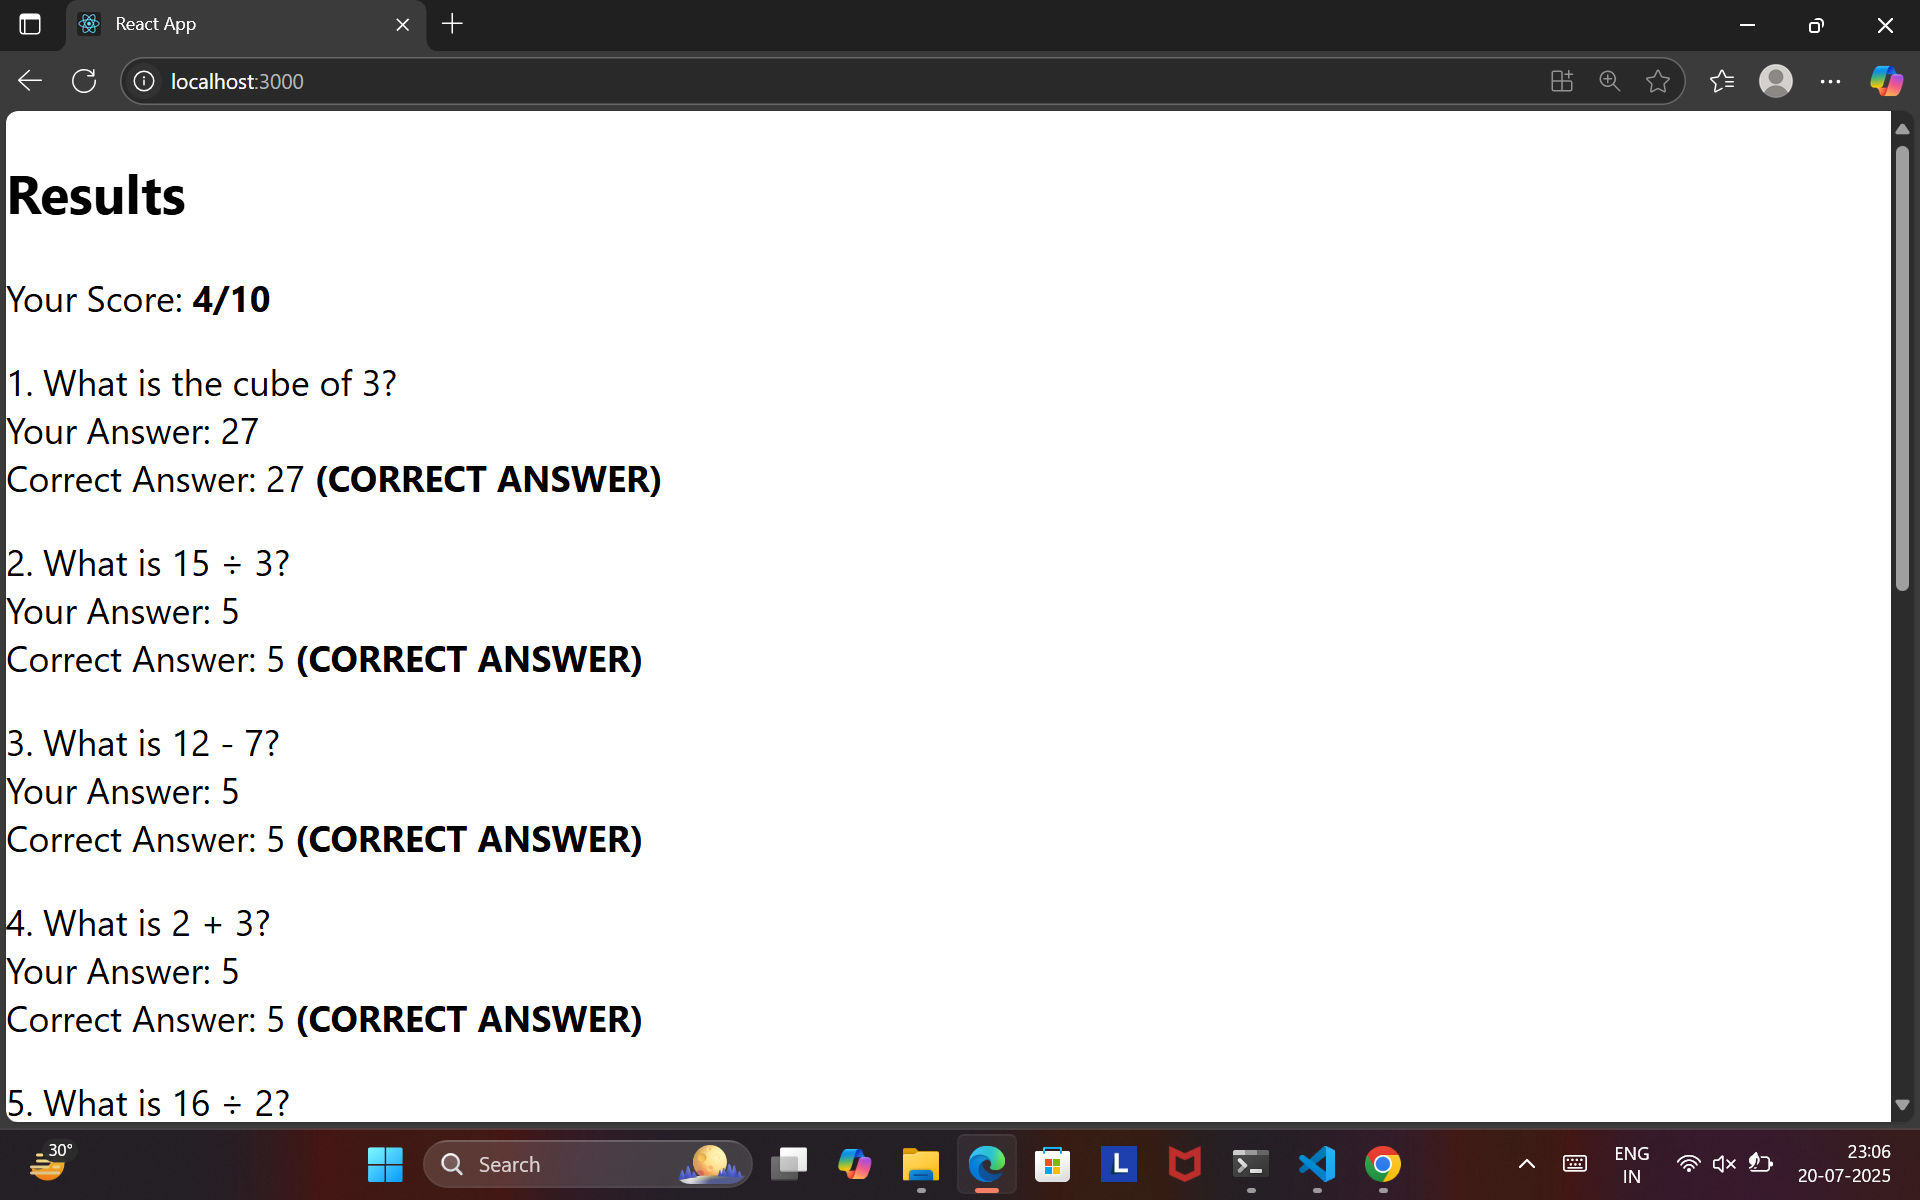 React App
localhost:3000
Results
Your Score: 4/10
1. What is the cube of 3?
Your Answer: 27
Correct Answer: 27 (CORRECT ANSWER)
2. What is 15 ÷ 3?
Your Answer: 5
Correct Answer: 5 (CORRECT ANSWER)
3. What is 12 - 7?
Your Answer: 5
Correct Answer: 5 (CORRECT ANSWER)
4. What is 2 + 3?
Your Answer: 5
Correct Answer: 5 (CORRECT ANSWER)
5. What is 16 ÷ 2?
30°
Search
L
ENG
IN
23:06
20-07-2025